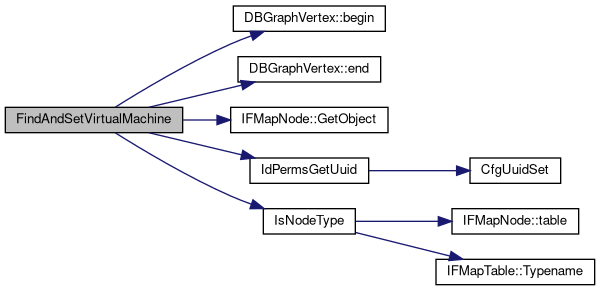 DBGraphVertex::begin
DBGraphVertex::end
FindAndSetVirtualMachine
IFMapNode::GetObject
IdPermsGetUuid
CfgUuidSet
IsNodeType
IFMapNode::table
IFMapTable::Typename